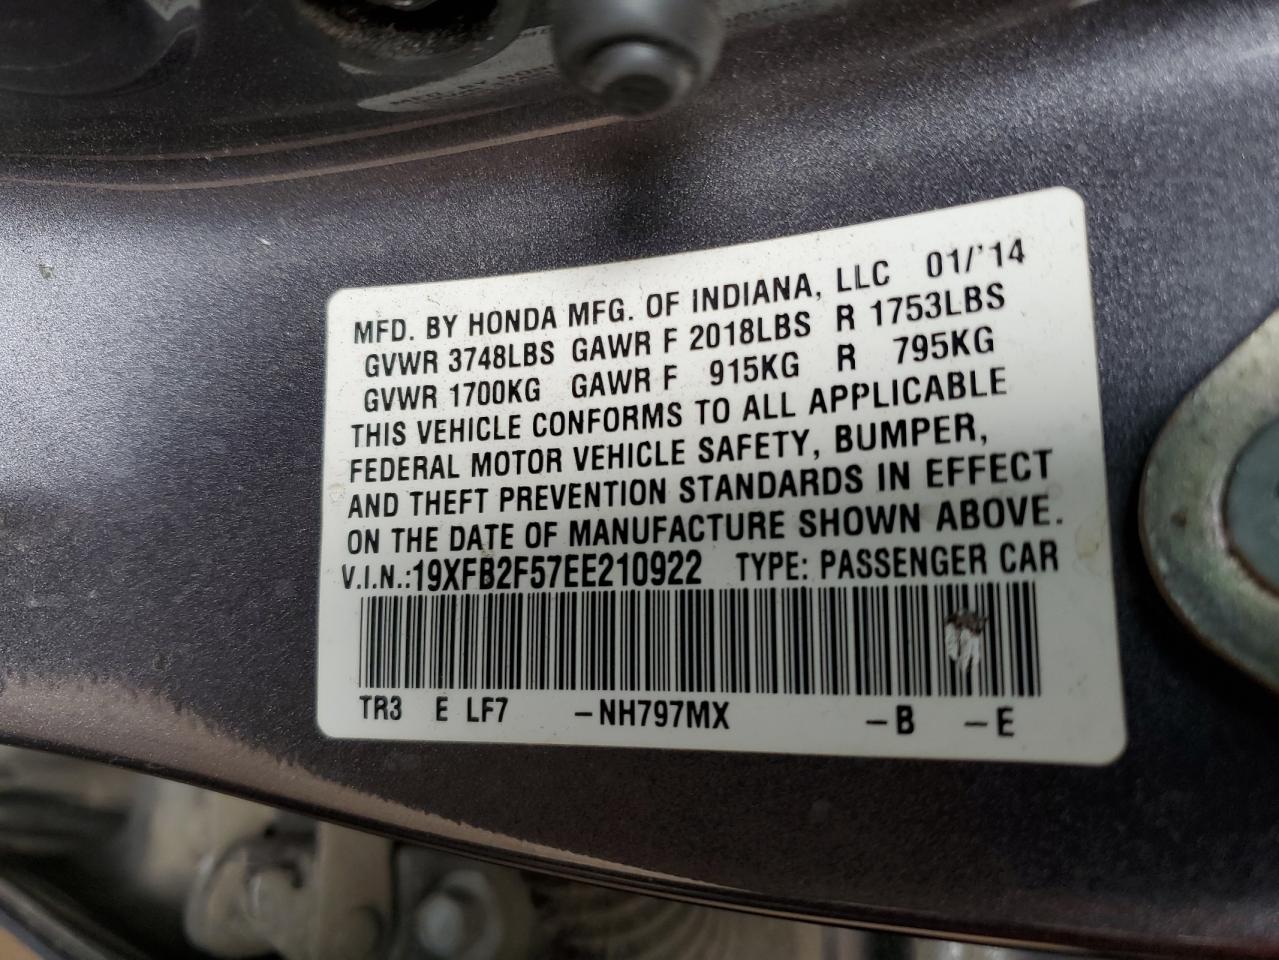 MFD. BY HONDA MFG. OF INDIANA, LLC 01/'14
GVWR 3748LBS GAWR F 2018LBS R 1753LBS
GVWR 1700KG GAWR F 915KG R 795KG
THIS VEHICLE CONFORMS TO ALL APPLICABLE
FEDERAL MOTOR VEHICLE SAFETY, BUMPER,
AND THEFT PREVENTION STANDARDS IN EFFECT
ON THE DATE OF MANUFACTURE SHOWN ABOVE.
V.I.N.:19XFB2F57EE210922 TYPE: PASSENGER CAR
TR3 E LF7 -NH797MX -B -E